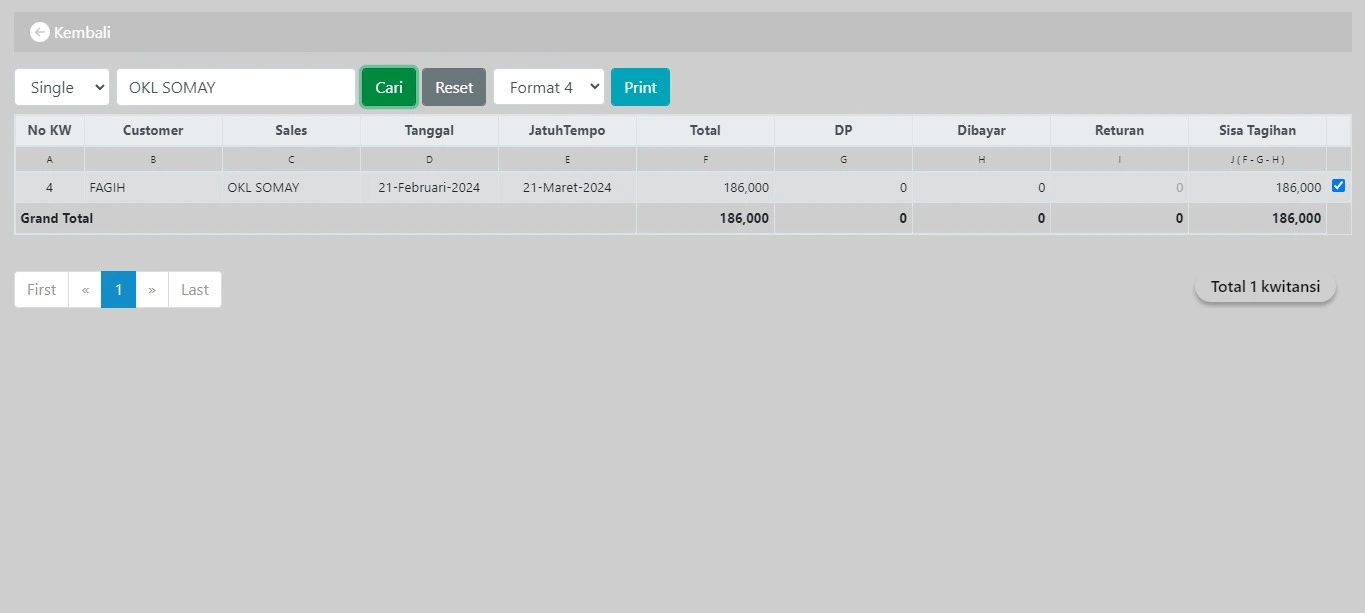 Kembali
Single OKL SOMAY Cari Reset Format 4 Print
No KW Customer Sales Tanggal JatuhTempo Total DP Dibayar Returan Sisa Tagihan
A B C D E F G H I J ( F - G - H )
4 FAGIH OKL SOMAY 21-Februari-2024 21-Maret-2024 186,000 0 0 0 186,000
Grand Total 186,000 0 0 0 186,000
First « 1 » Last Total 1 kwitansi